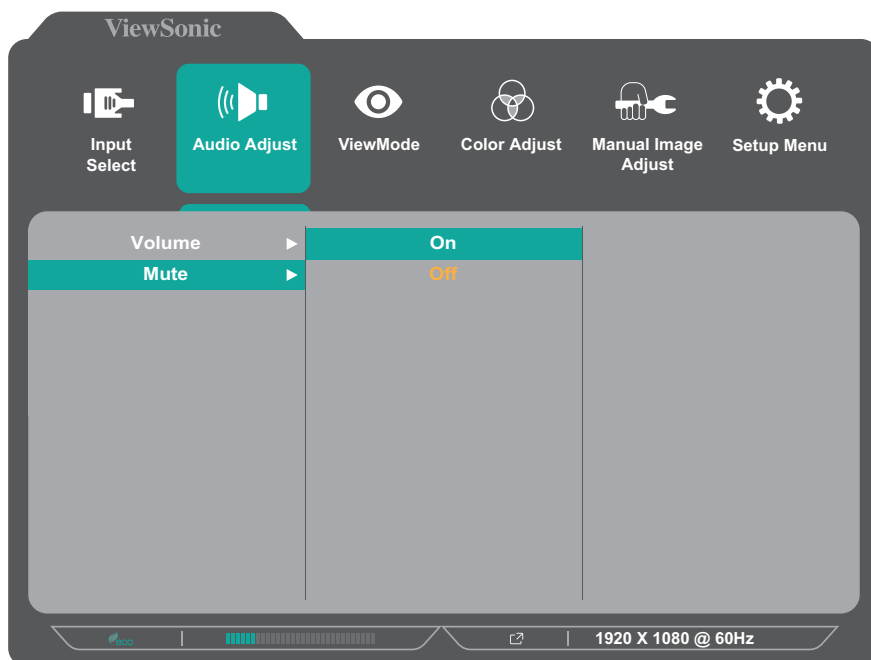 ViewSonic
Input Select
Audio Adjust
ViewMode
Color Adjust
Manual Image Adjust
Setup Menu
Volume
On
Mute
Off
eco
1920 X 1080 @ 60Hz